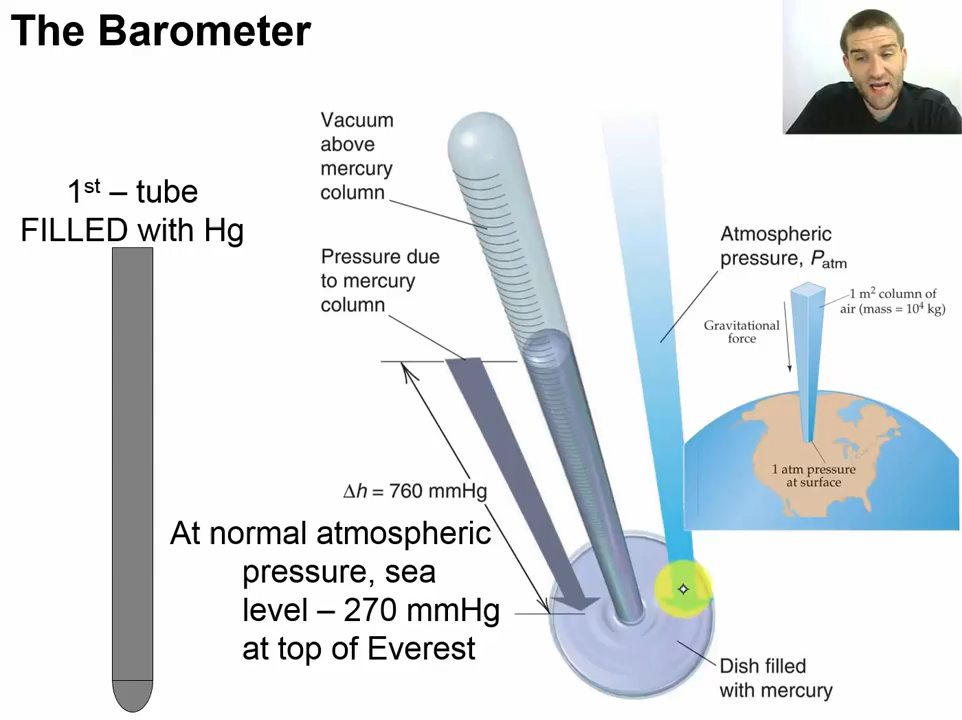 The Barometer
1st – tube
FILLED with Hg
Vacuum
above
mercury
column
Pressure due
to mercury
column
Δh = 760 mmHg
At normal atmospheric
pressure, sea
level – 270 mmHg
at top of Everest
Atmospheric
pressure, Patm
1 m² column of
air (mass = 10⁴ kg)
Gravitational
force
1 atm pressure
at surface
Dish filled
with mercury